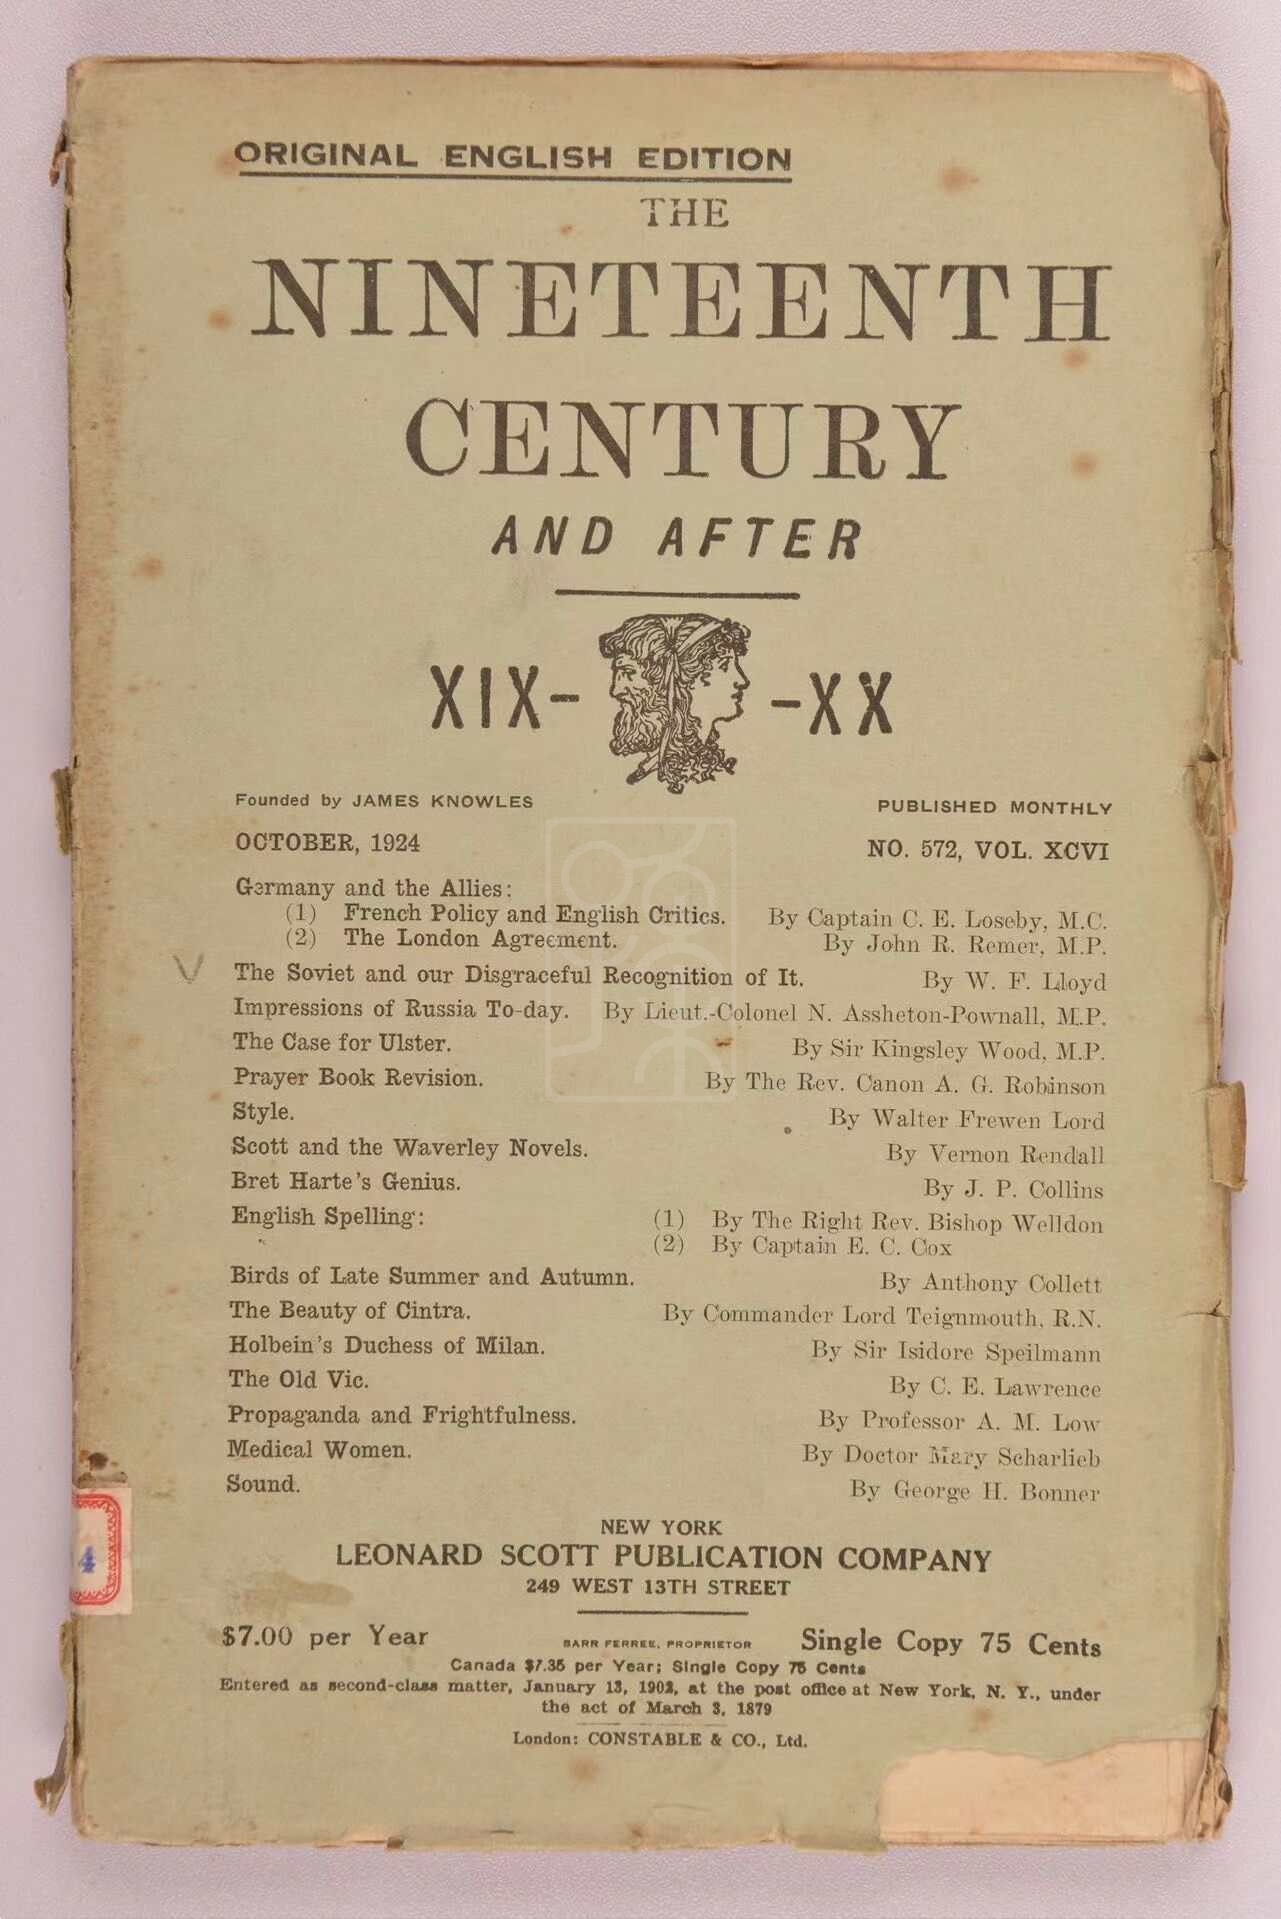 ORIGINAL ENGLISH EDITION
THE
NINETEENTH
CENTURY
AND AFTER
XIX- -XX
Founded by JAMES KNOWLES PUBLISHED MONTHLY
OCTOBER, 1924 NO. 572, VOL. XCVI
Germany and the Allies:
(1) French Policy and English Critics. By Captain C. E. Loseby, M.C.
(2) The London Agreement. By John R. Remer, M.P.
The Soviet and our Disgraceful Recognition of It. By W. F. Lloyd
Impressions of Russia To-day. By Lieut.-Colonel N. Assheton-Pownall, M.P.
The Case for Ulster. By Sir Kingsley Wood, M.P.
Prayer Book Revision. By The Rev. Canon A. G. Robinson
Style. By Walter Frewen Lord
Scott and the Waverley Novels. By Vernon Rendall
Bret Harte's Genius. By J. P. Collins
English Spelling: (1) By The Right Rev. Bishop Welldon
(2) By Captain E. C. Cox
Birds of Late Summer and Autumn. By Anthony Collett
The Beauty of Cintra. By Commander Lord Teignmouth, R.N.
Holbein's Duchess of Milan. By Sir Isidore Speilmann
The Old Vic. By C. E. Lawrence
Propaganda and Frightfulness. By Professor A. M. Low
Medical Women. By Doctor Mary Scharlieb
Sound. By George H. Bonner
4
NEW YORK
LEONARD SCOTT PUBLICATION COMPANY
249 WEST 13TH STREET
$7.00 per Year BARR FERREE, PROPRIETOR Single Copy 75 Cents
Canada $7.35 per Year; Single Copy 75 Cents
Entered as second-class matter, January 13, 1902, at the post office at New York, N. Y., under
the act of March 3, 1879
London: CONSTABLE & CO., Ltd.